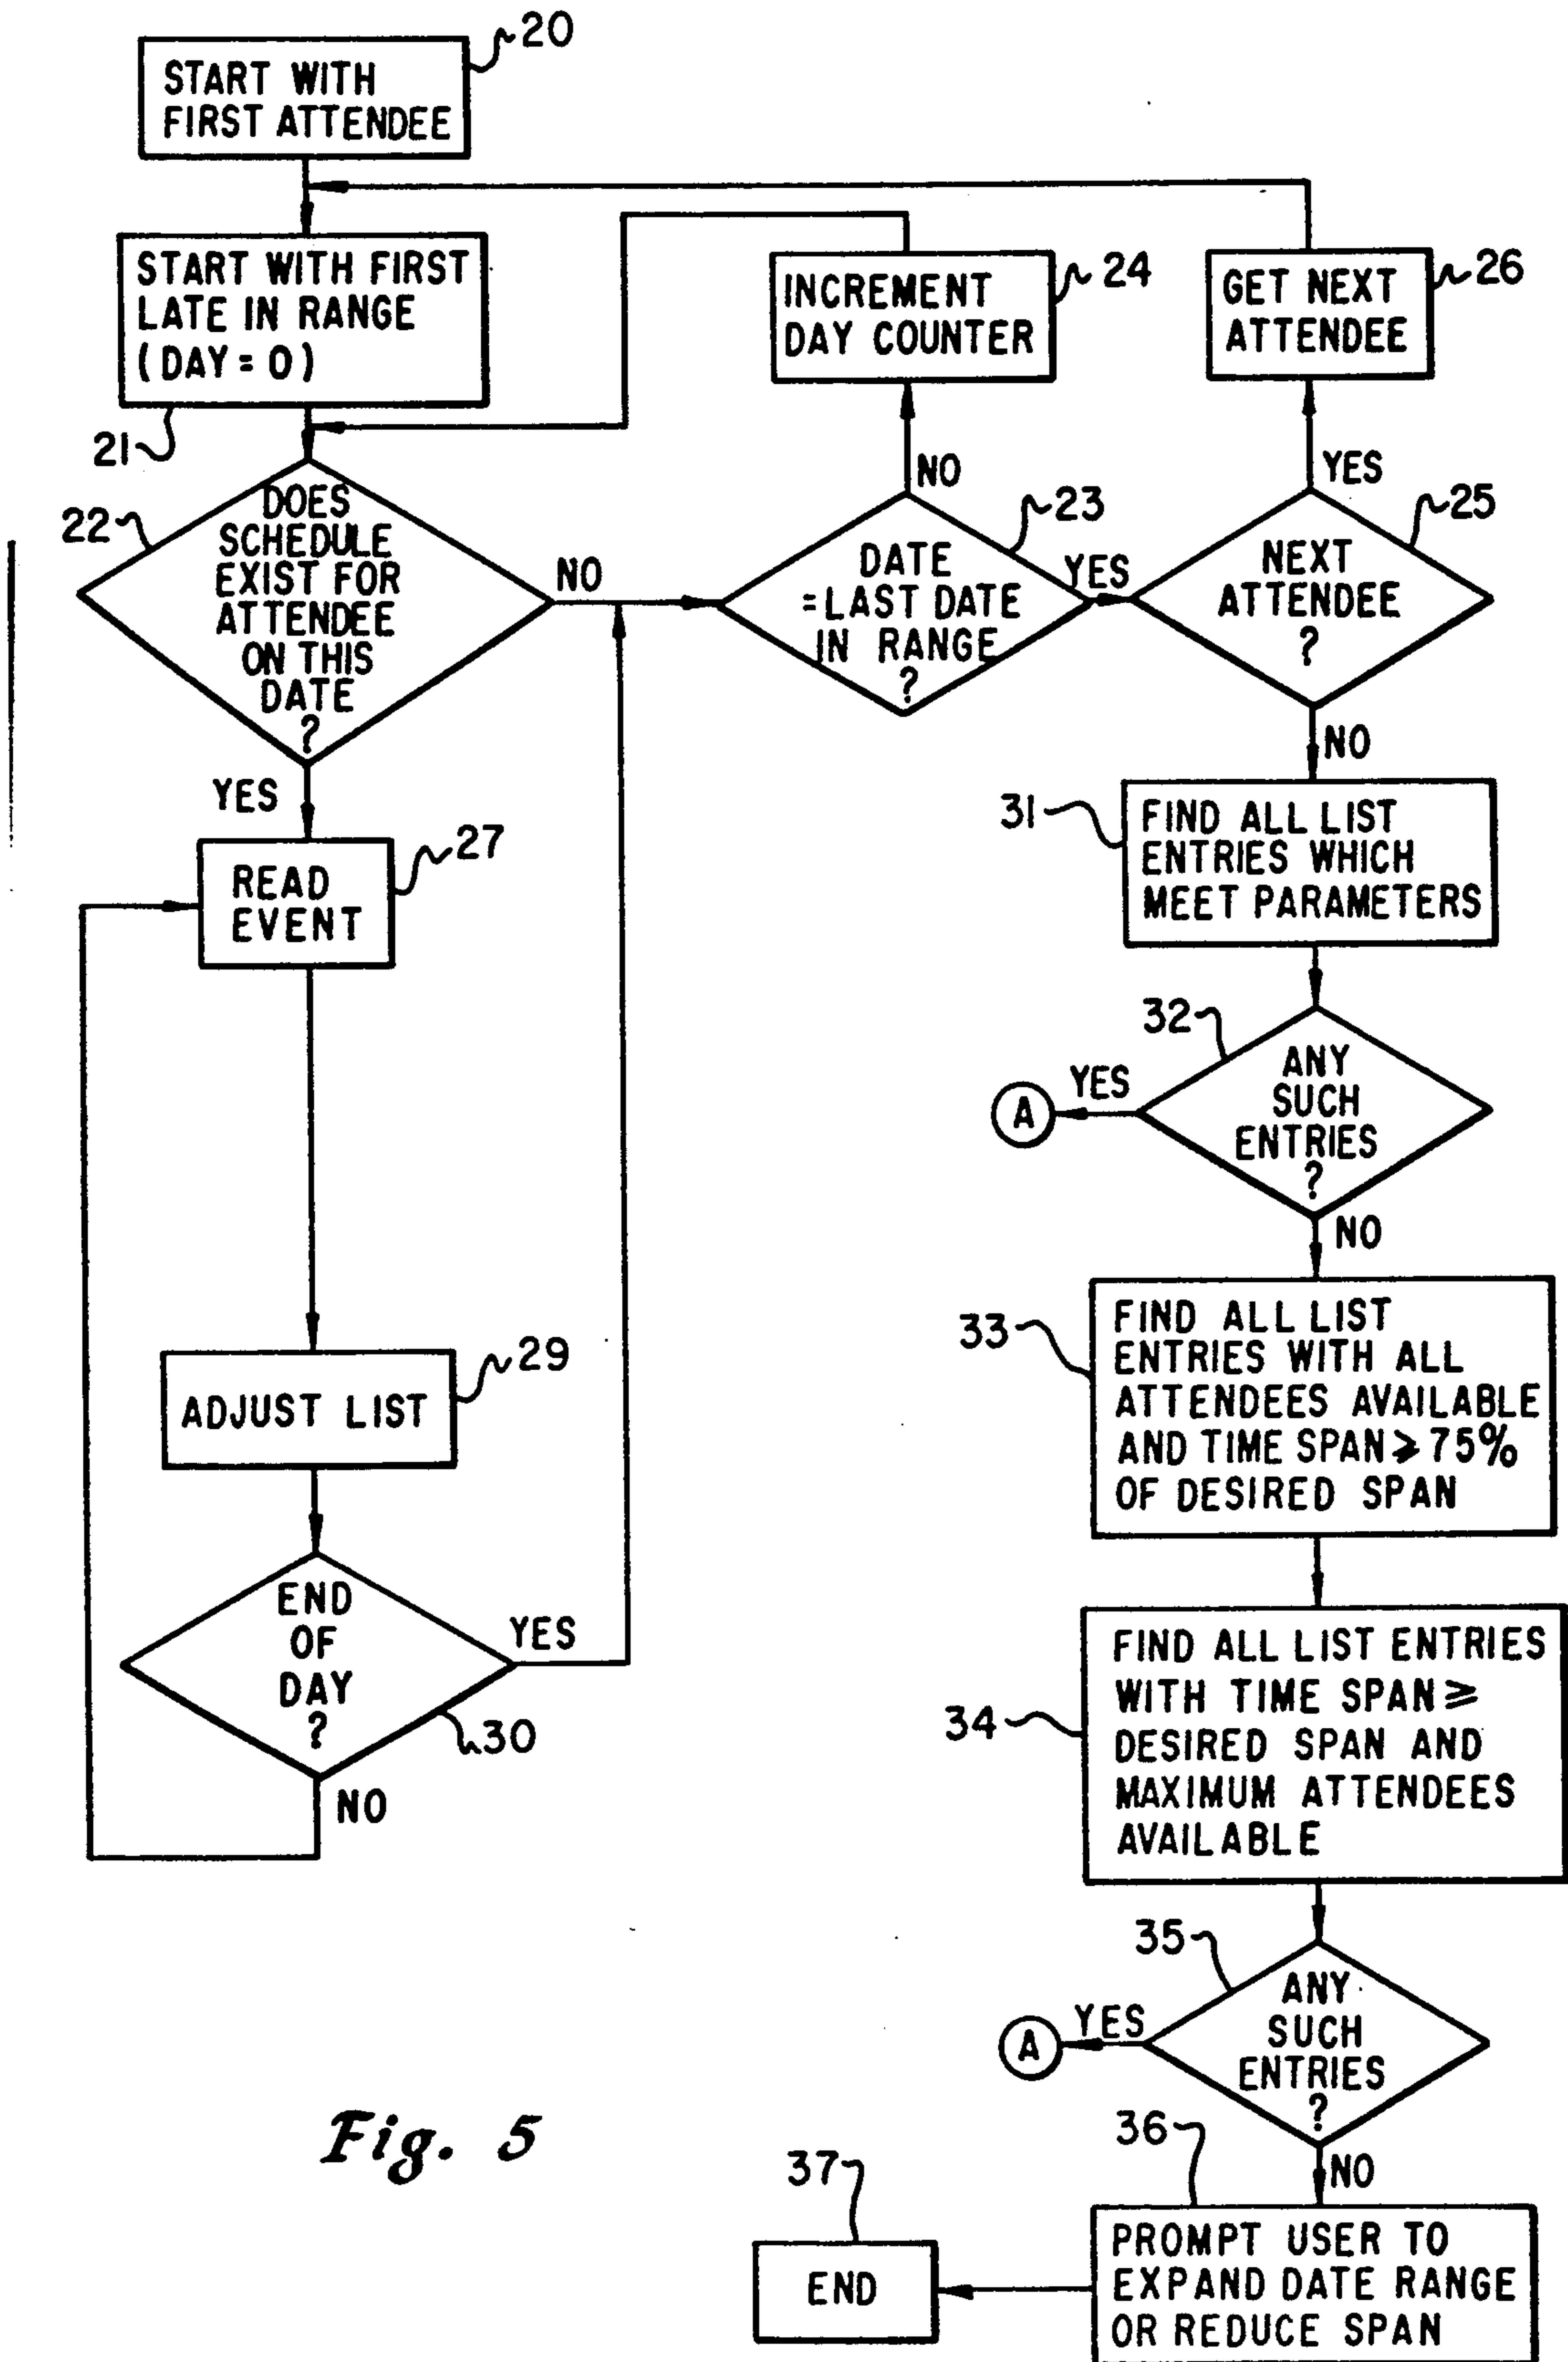 20
START WITH
FIRST ATTENDEE
START WITH FIRST
LATE IN RANGE
(DAY = 0)
21
INCREMENT
DAY COUNTER
24
GET NEXT
ATTENDEE
26
22
DOES
SCHEDULE
EXIST FOR
ATTENDEE
ON THIS
DATE
?
NO
YES
NO
23
DATE
=LAST DATE
IN RANGE
?
YES
YES
25
NEXT
ATTENDEE
?
NO
27
READ
EVENT
29
ADJUST LIST
END
OF
DAY
?
YES
30
NO
31
FIND ALL LIST
ENTRIES WHICH
MEET PARAMETERS
32
ANY
SUCH
ENTRIES
?
YES
A
NO
33
FIND ALL LIST
ENTRIES WITH ALL
ATTENDEES AVAILABLE
AND TIME SPAN ⩾ 75%
OF DESIRED SPAN
34
FIND ALL LIST ENTRIES
WITH TIME SPAN ⩾
DESIRED SPAN AND
MAXIMUM ATTENDEES
AVAILABLE
35
ANY
SUCH
ENTRIES
?
YES
A
NO
36
PROMPT USER TO
EXPAND DATE RANGE
OR REDUCE SPAN
37
END
Fig. 5